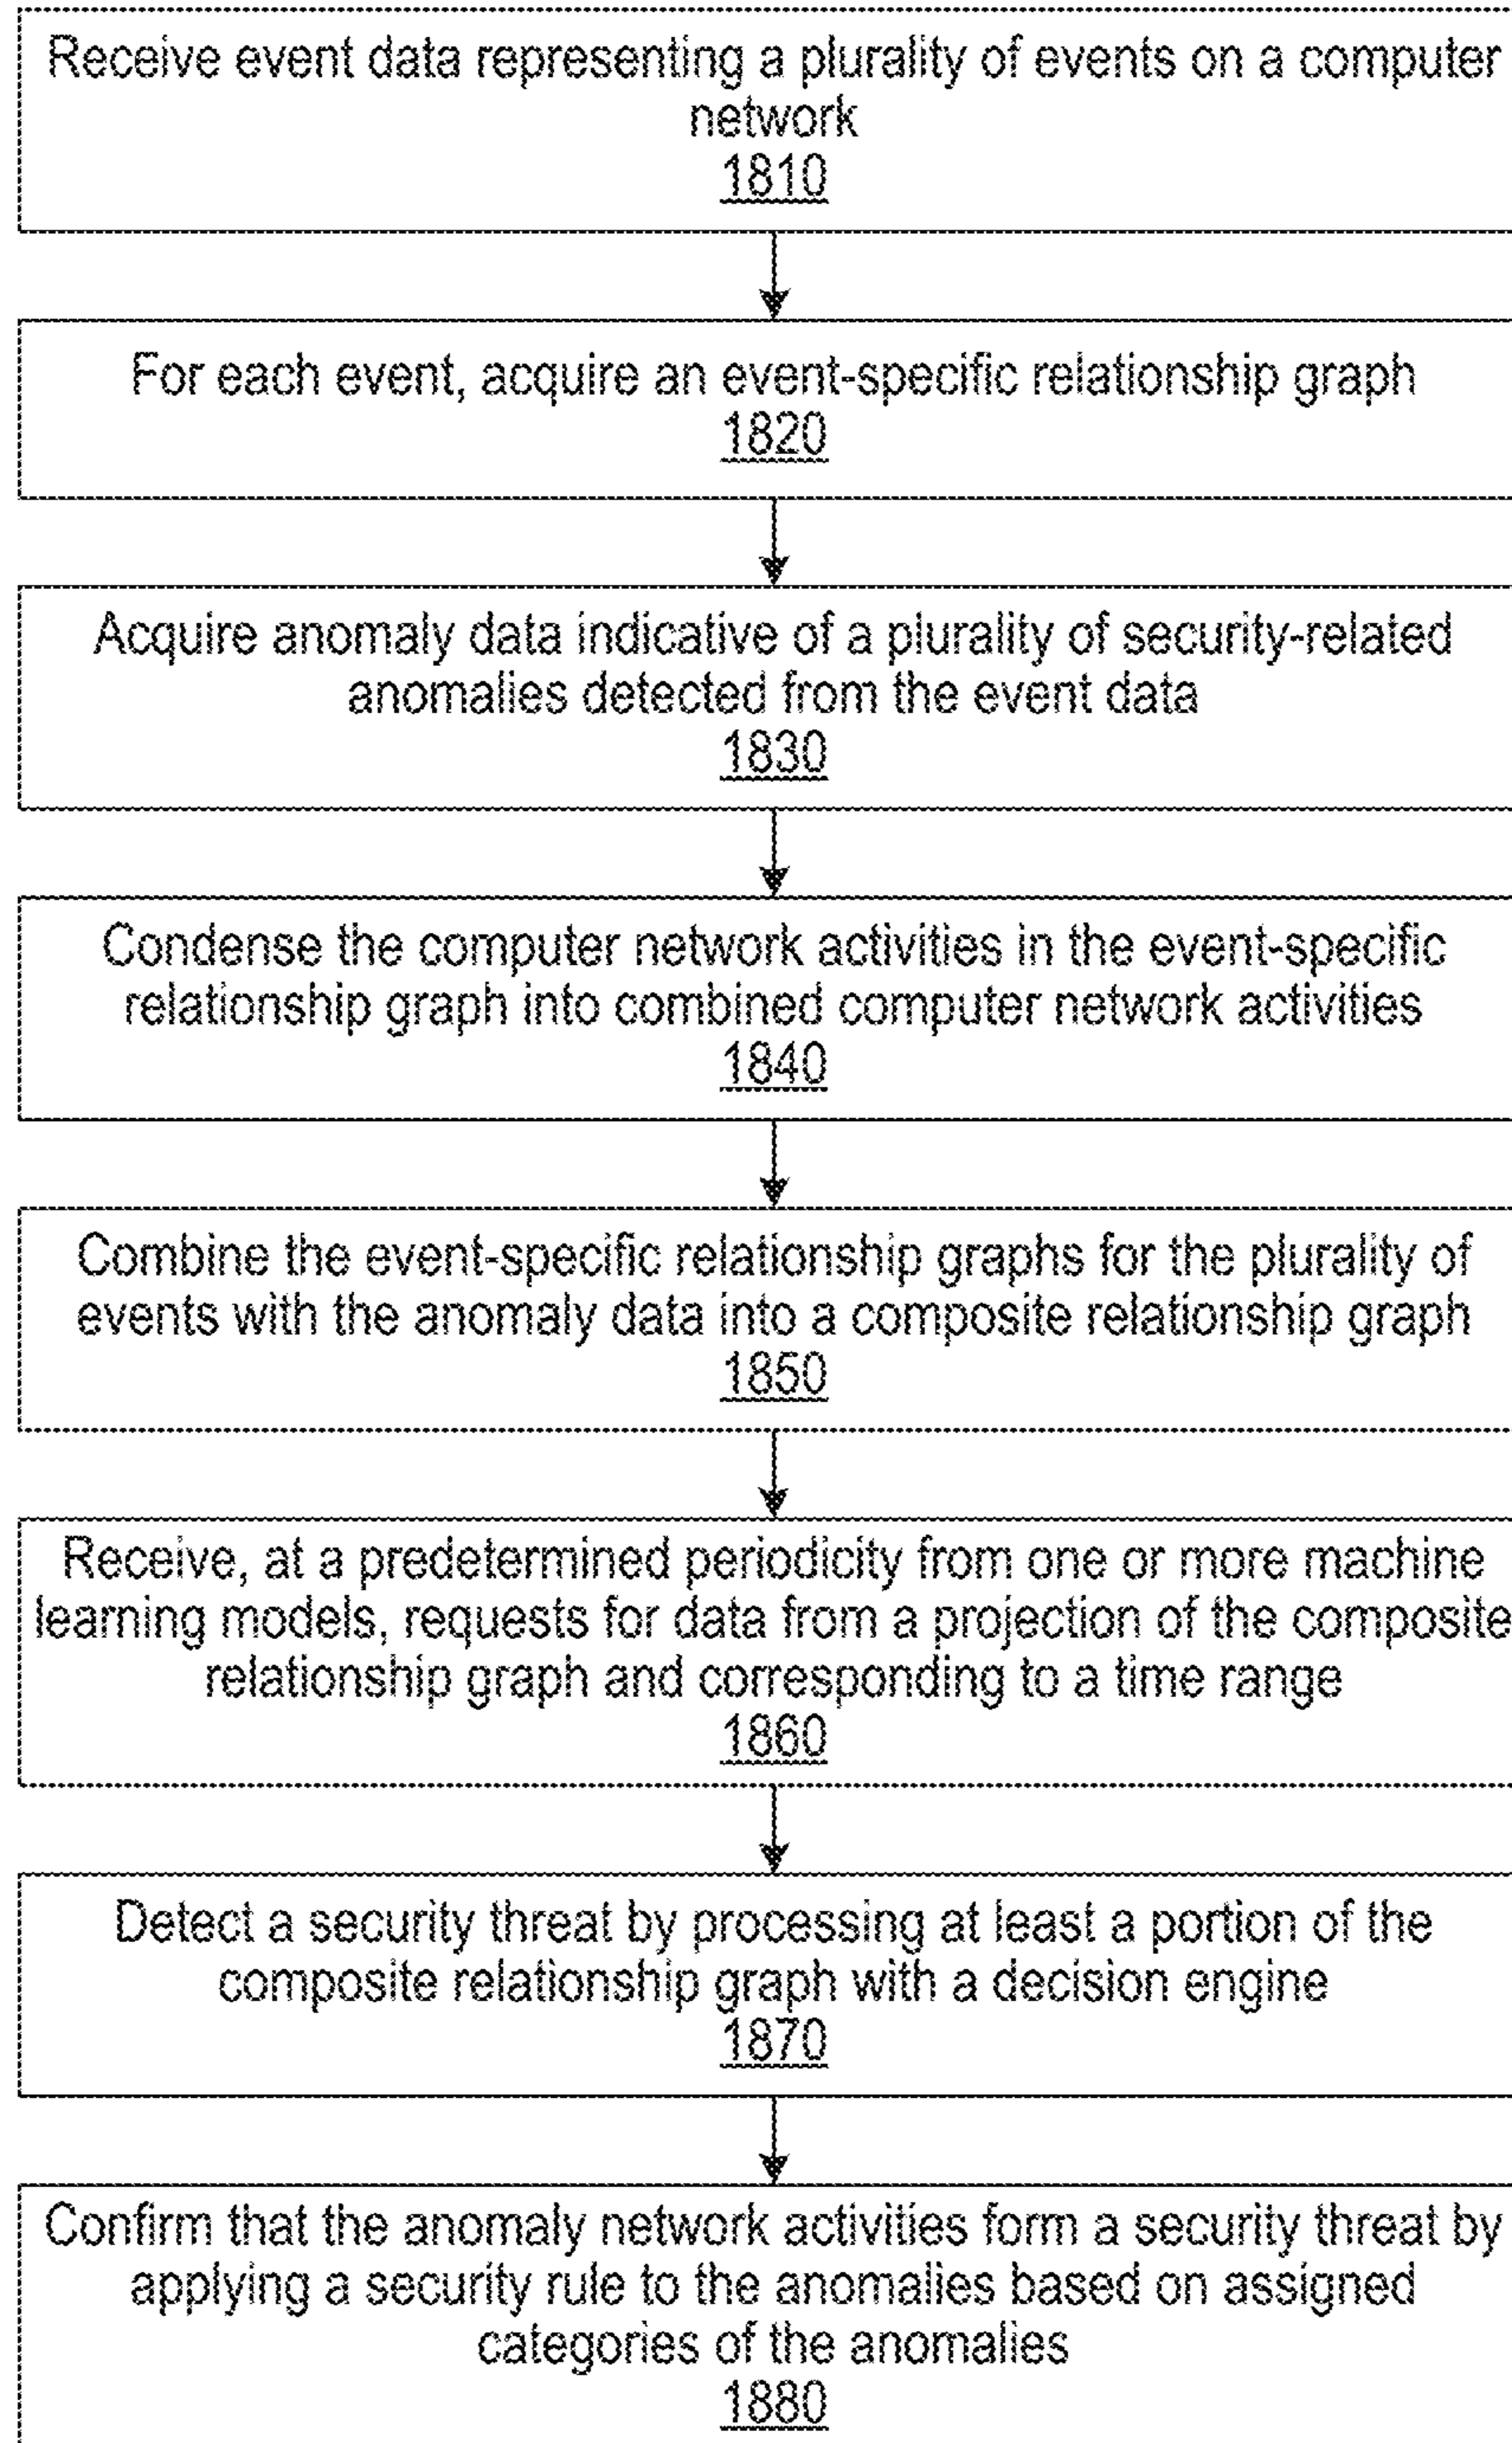 Receive event data representing a plurality of events on a computer
network
1810
For each event, acquire an event-specific relationship graph
1820
Acquire anomaly data indicative of a plurality of security-related
anomalies detected from the event data
1830
Condense the computer network activities in the event-specific
relationship graph into combined computer network activities
1840
Combine the event-specific relationship graphs for the plurality of
events with the anomaly data into a composite relationship graph
1850
Receive, at a predetermined periodicity from one or more machine
learning models, requests for data from a projection of the composite
relationship graph and corresponding to a time range
1860
Detect a security threat by processing at least a portion of the
composite relationship graph with a decision engine
1870
Confirm that the anomaly network activities form a security threat by
applying a security rule to the anomalies based on assigned
categories of the anomalies
1880